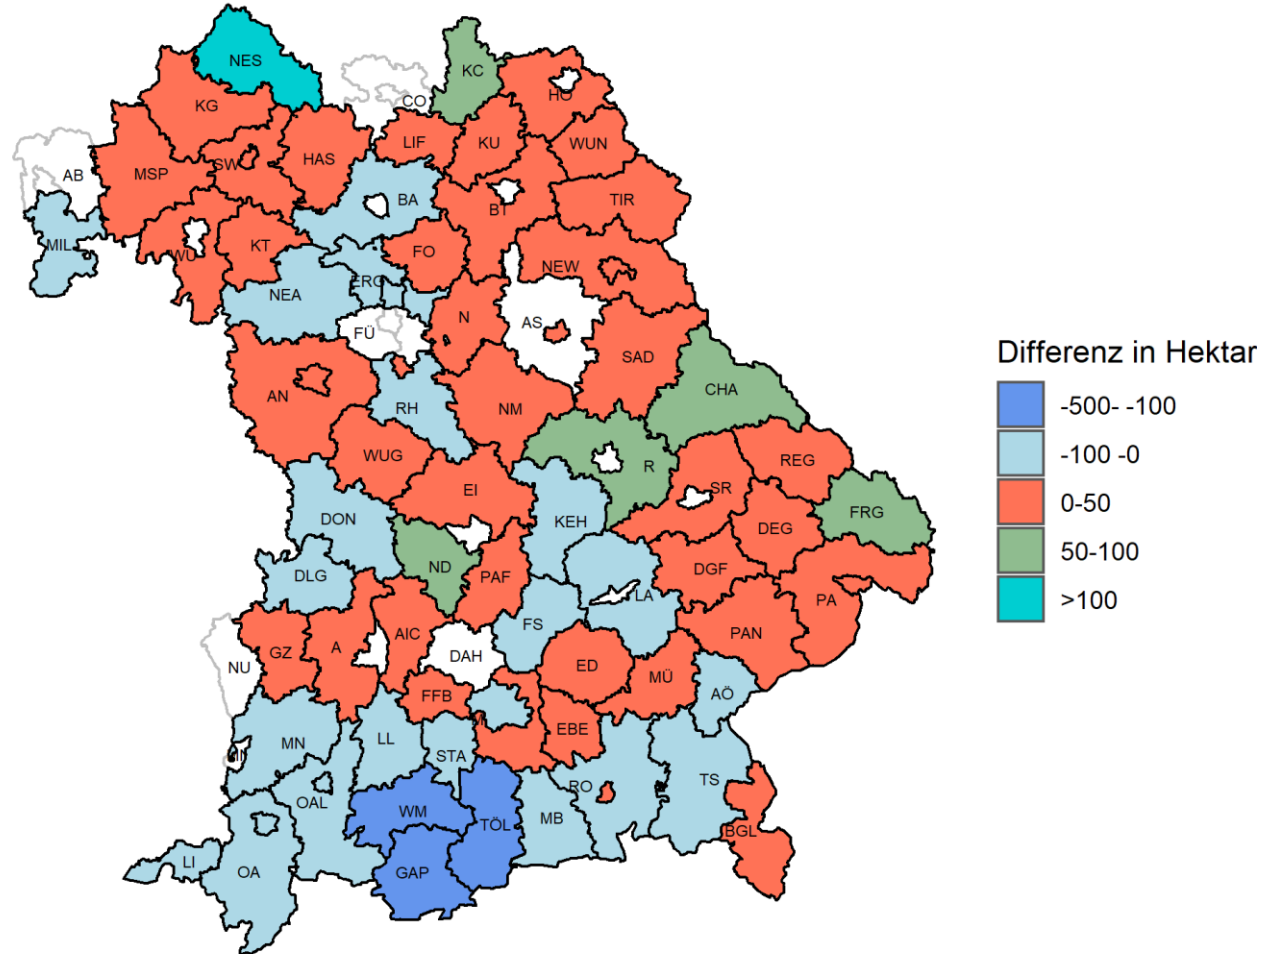 NES
KC
CO
HO
KG
LIF
KU
WUN
SW
HAS
AB
MSP
BA
TIR
BT
MIL
WÜ
KT
FO
NEW
NEA
N
AS
FÜ
SAD
CHA
AN
RH
NM
WUG
R
REG
EI
SR
FRG
DON
KEH
DEG
ND
PAF
DLG
DGF
LA
PA
AIC
FS
PAN
GZ
A
DAH
NU
ED
MÜ
AÖ
FFB
MN
LL
STA
EBE
TS
OAL
WM
TÖL
RO
MB
BGL
LI
OA
GAP
Differenz in Hektar
-500- -100
-100 -0
0-50
50-100
>100